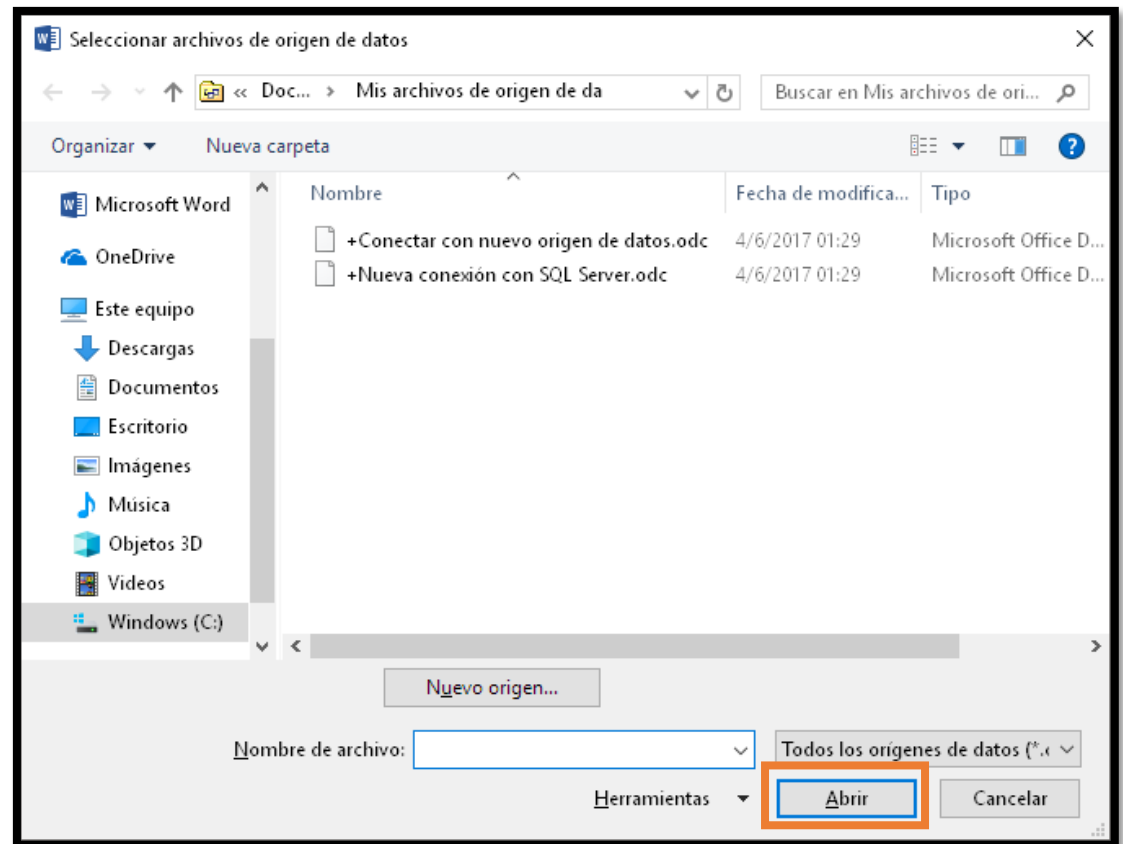 Seleccionar archivos de origen de datos
« Doc... › Mis archivos de origen de da
Buscar en Mis archivos de ori...
Organizar
Nueva carpeta
Nombre
Fecha de modifica...
Tipo
Microsoft Word
OneDrive
Este equipo
Descargas
Documentos
Escritorio
Imágenes
Música
Objetos 3D
Videos
Windows (C:)
+Conectar con nuevo origen de datos.odc 4/6/2017 01:29 Microsoft Office D...
+Nueva conexión con SQL Server.odc 4/6/2017 01:29 Microsoft Office D...
Nuevo origen...
Nombre de archivo:
Todos los orígenes de datos (*.
Herramientas
Abrir
Cancelar